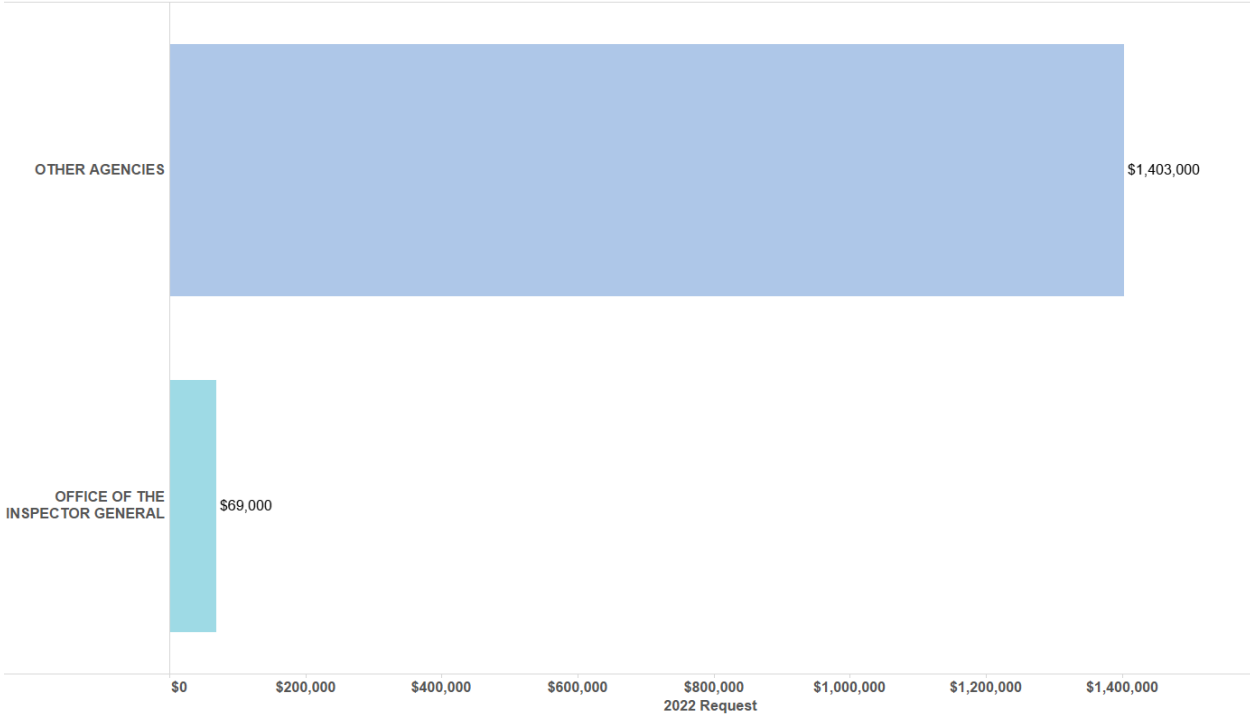 OTHER AGENCIES
$1,403,000
OFFICE OF THE
INSPECTOR GENERAL
$69,000
$0 $200,000 $400,000 $600,000 $800,000 $1,000,000 $1,200,000 $1,400,000
2022 Request